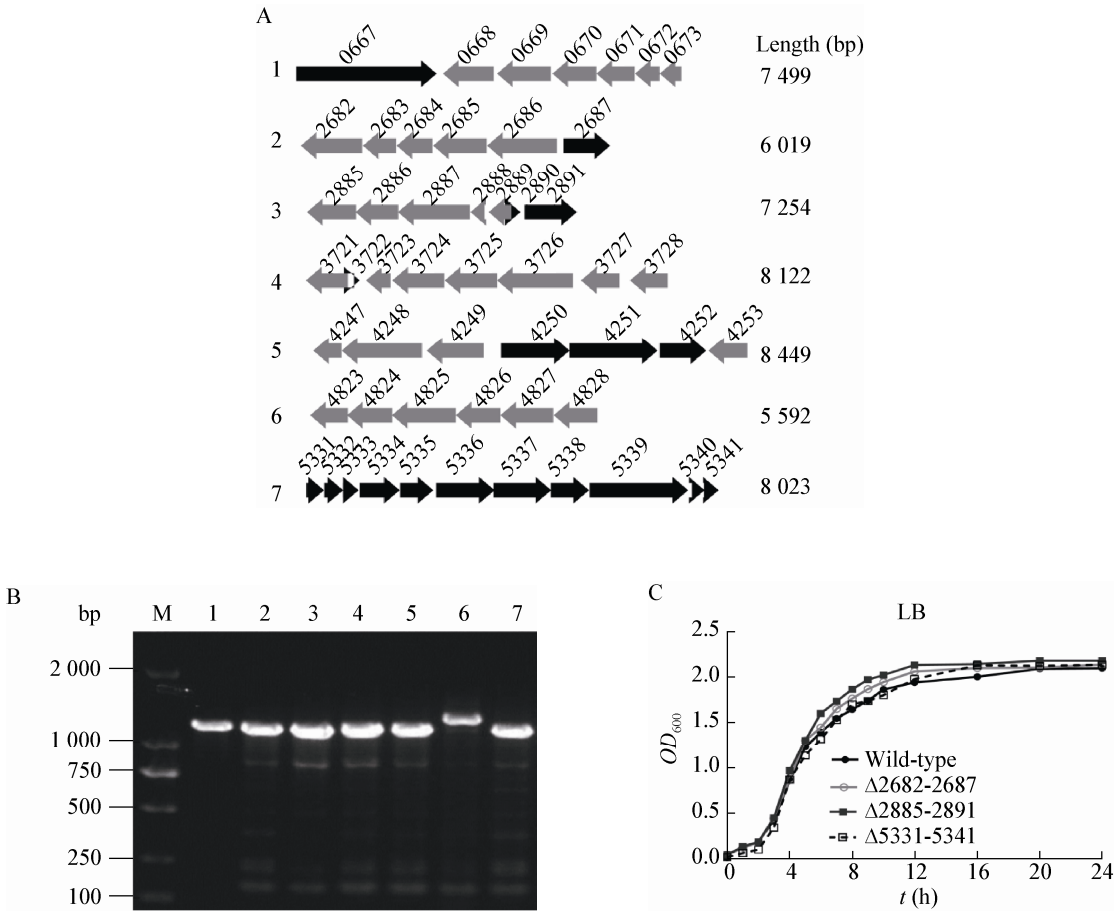 A
0667 0668 0669 0670 0671 0672 0673
Length (bp)
1 7 499
2682 2683 2684 2685 2686 2687
2 6 019
2885 2886 2887 2888 2889 2890 2891
3 7 254
3721 3722 3723 3724 3725 3726 3727 3728
4 8 122
4247 4248 4249 4250 4251 4252 4253
5 8 449
4823 4824 4825 4826 4827 4828
6 5 592
5331 5332 5333 5334 5335 5336 5337 5338 5339 5340 5341
7 8 023
B
bp M 1 2 3 4 5 6 7
2 000
1 000
750
500
250
100
C
LB
2.5
2.0
1.5
1.0
0.5
0.0
OD600
Wild-type
Δ2682-2687
Δ2885-2891
Δ5331-5341
0 4 8 12 16 20 24
t (h)